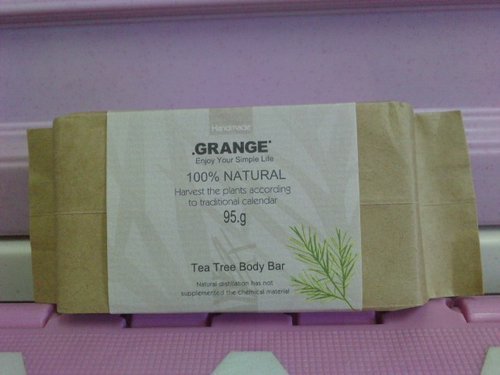 Handmade
.GRANGE.
Enjoy Your Simple Life
100% NATURAL
Harvest the plants according
to traditional calendar
95.g
Tea Tree Body Bar
Natural distillation has not
supplemented the chemical material